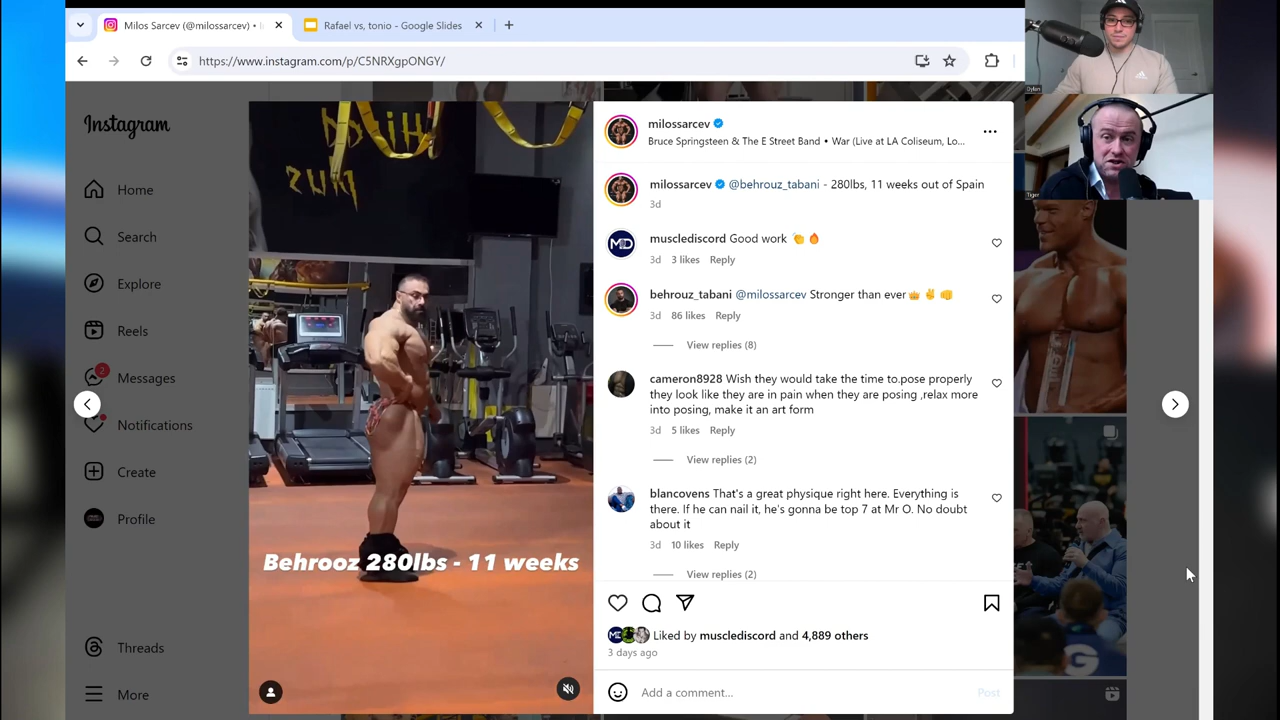 Milos Sarcev (@milossarcev) • I
Rafael vs, tonio - Google Slides
https://www.instagram.com/p/C5NRXgpONGY/
Dylan
Tiger
Instagram
Home
Search
Explore
Reels
2
Messages
Notifications
Create
Profile
Threads
More
Behrooz 280lbs - 11 weeks
milossarcev
Bruce Springsteen & The E Street Band • War (Live at LA Coliseum, Lo...
milossarcev @behrouz_tabani - 280lbs, 11 weeks out of Spain
3d
MD
musclediscord Good work 👏 🔥
3d 3 likes Reply
behrouz_tabani @milossarcev Stronger than ever 👑 ✌ 👊
3d 86 likes Reply
View replies (8)
cameron8928 Wish they would take the time to.pose properly
they look like they are in pain when they are posing ,relax more
into posing, make it an art form
3d 5 likes Reply
View replies (2)
blancovens That's a great physique right here. Everything is
there. If he can nail it, he's gonna be top 7 at Mr O. No doubt
about it
3d 10 likes Reply
View replies (2)
Liked by musclediscord and 4,889 others
3 days ago
Add a comment...
Post